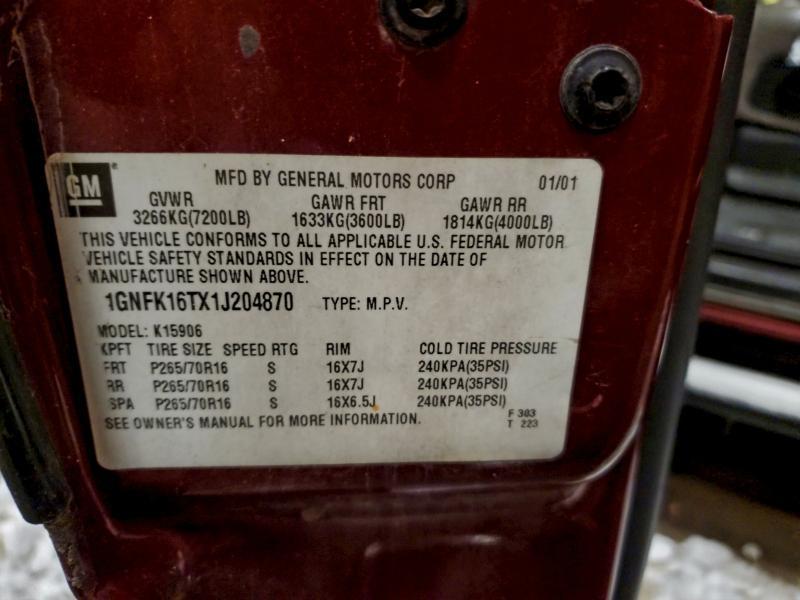 GM®
MFD BY GENERAL MOTORS CORP 01/01
GVWR GAWR FRT GAWR RR
3266KG(7200LB) 1633KG(3600LB) 1814KG(4000LB)
THIS VEHICLE CONFORMS TO ALL APPLICABLE U.S. FEDERAL MOTOR
VEHICLE SAFETY STANDARDS IN EFFECT ON THE DATE OF
MANUFACTURE SHOWN ABOVE.
1GNFK16TX1J204870 TYPE: M.P.V.
MODEL: K15906
KPFT TIRE SIZE SPEED RTG RIM COLD TIRE PRESSURE
FRT P265/70R16 S 16X7J 240KPA(35PSI)
RR P265/70R16 S 16X7J 240KPA(35PSI)
SPA P265/70R16 S 16X6.5J 240KPA(35PSI)
SEE OWNER'S MANUAL FOR MORE INFORMATION.
F 303
T 223